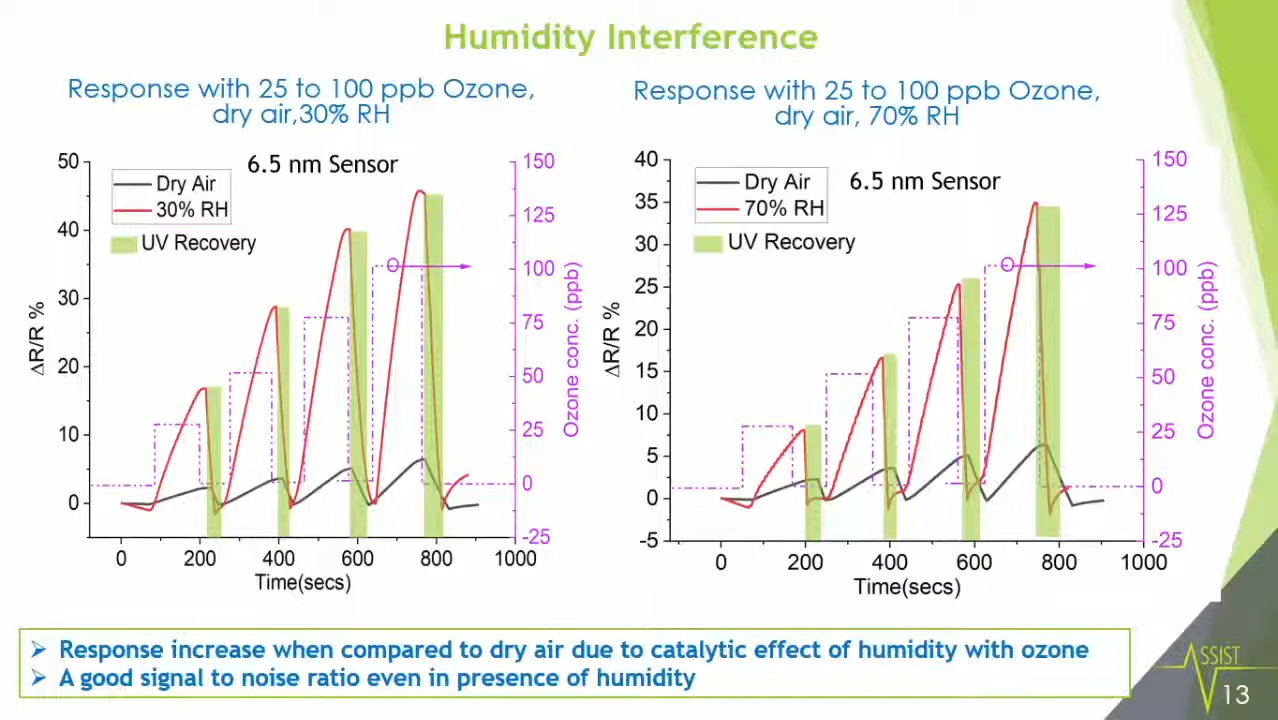 Humidity Interference
Response with 25 to 100 ppb Ozone,
dry air,30% RH
6.5 nm Sensor
Dry Air
30% RH
UV Recovery
50
40
30
20
10
0
ΔR/R %
150
125
100
75
50
25
0
-25
Ozone conc. (ppb)
0
200
400
600
800
1000
Time(secs)
Response with 25 to 100 ppb Ozone,
dry air, 70% RH
6.5 nm Sensor
Dry Air
70% RH
UV Recovery
40
35
30
25
20
15
10
5
0
-5
ΔR/R %
150
125
100
75
50
25
0
-25
Ozone conc. (ppb)
0
200
400
600
800
1000
Time(secs)
➢ Response increase when compared to dry air due to catalytic effect of humidity with ozone
➢ A good signal to noise ratio even in presence of humidity
ASSIST
13